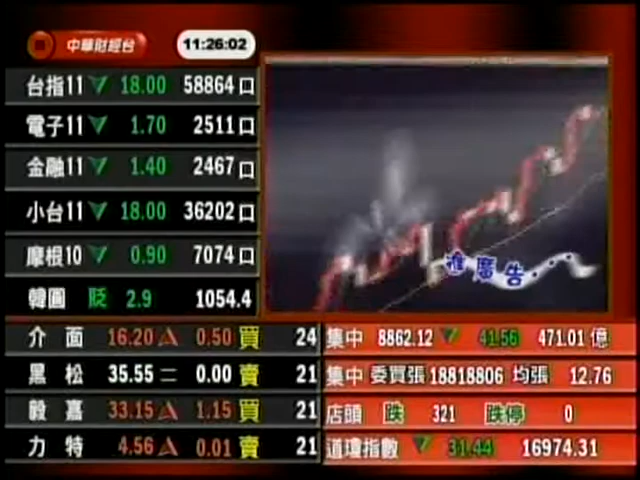 中華財經台 11:26:02
台指11 ▽ 18.00 58864口
電子11 ▽ 1.70 2511口
金融11 ▽ 1.40 2467口
小台11 ▽ 18.00 36202口
摩根10 ▽ 0.90 7074口
韓圓 貶 2.9 1054.4
進廣告
介面 16.20 △ 0.50 買 24
黑松 35.55 = 0.00 賣 21
毅嘉 33.15 △ 1.15 買 21
力特 4.56 △ 0.01 賣 21
集中 8862.12 ▽ 41.56 471.01億
集中 委買張 18818806 均張 12.76
店頭 跌 321 跌停 0
道瓊指數 ▽ 31.44 16974.31